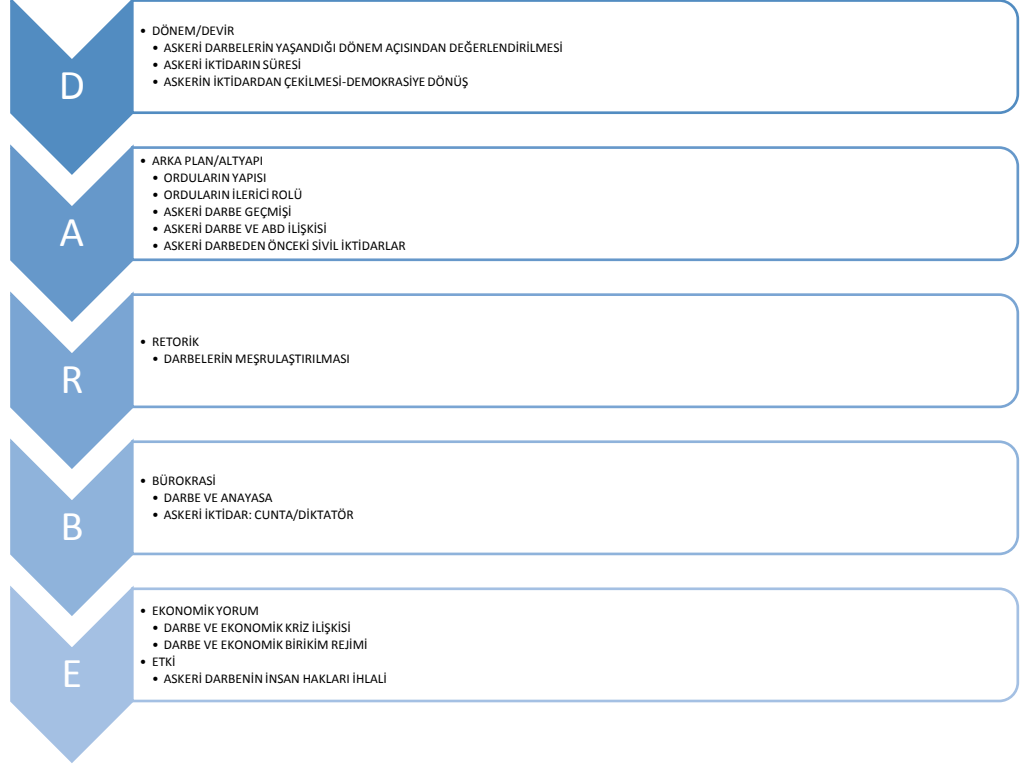 D
• DÖNEM/DEVİR
• ASKERİ DARBELERİN YAŞANDIĞI DÖNEM AÇISINDAN DEĞERLENDİRİLMESİ
• ASKERİ İKTİDARIN SÜRESİ
• ASKERİN İKTİDARDAN ÇEKİLMESİ-DEMOKRASİYE DÖNÜŞ
A
• ARKA PLAN/ALTYAPI
• ORDULARIN YAPISI
• ORDULARIN İLERİCİ ROLÜ
• ASKERİ DARBE GEÇMİŞİ
• ASKERİ DARBE VE ABD İLİŞKİSİ
• ASKERİ DARBEDEN ÖNCEKİ SİVİL İKTİDARLAR
R
• RETORİK
• DARBELERİN MEŞRULAŞTIRILMASI
B
• BÜROKRASİ
• DARBE VE ANAYASA
• ASKERİ İKTİDAR: CUNTA/DİKTATÖR
E
• EKONOMİK YORUM
• DARBE VE EKONOMİK KRİZ İLİŞKİSİ
• DARBE VE EKONOMİK BİRİKİM REJİMİ
• ETKİ
• ASKERİ DARBENİN İNSAN HAKLARI İHLALİ